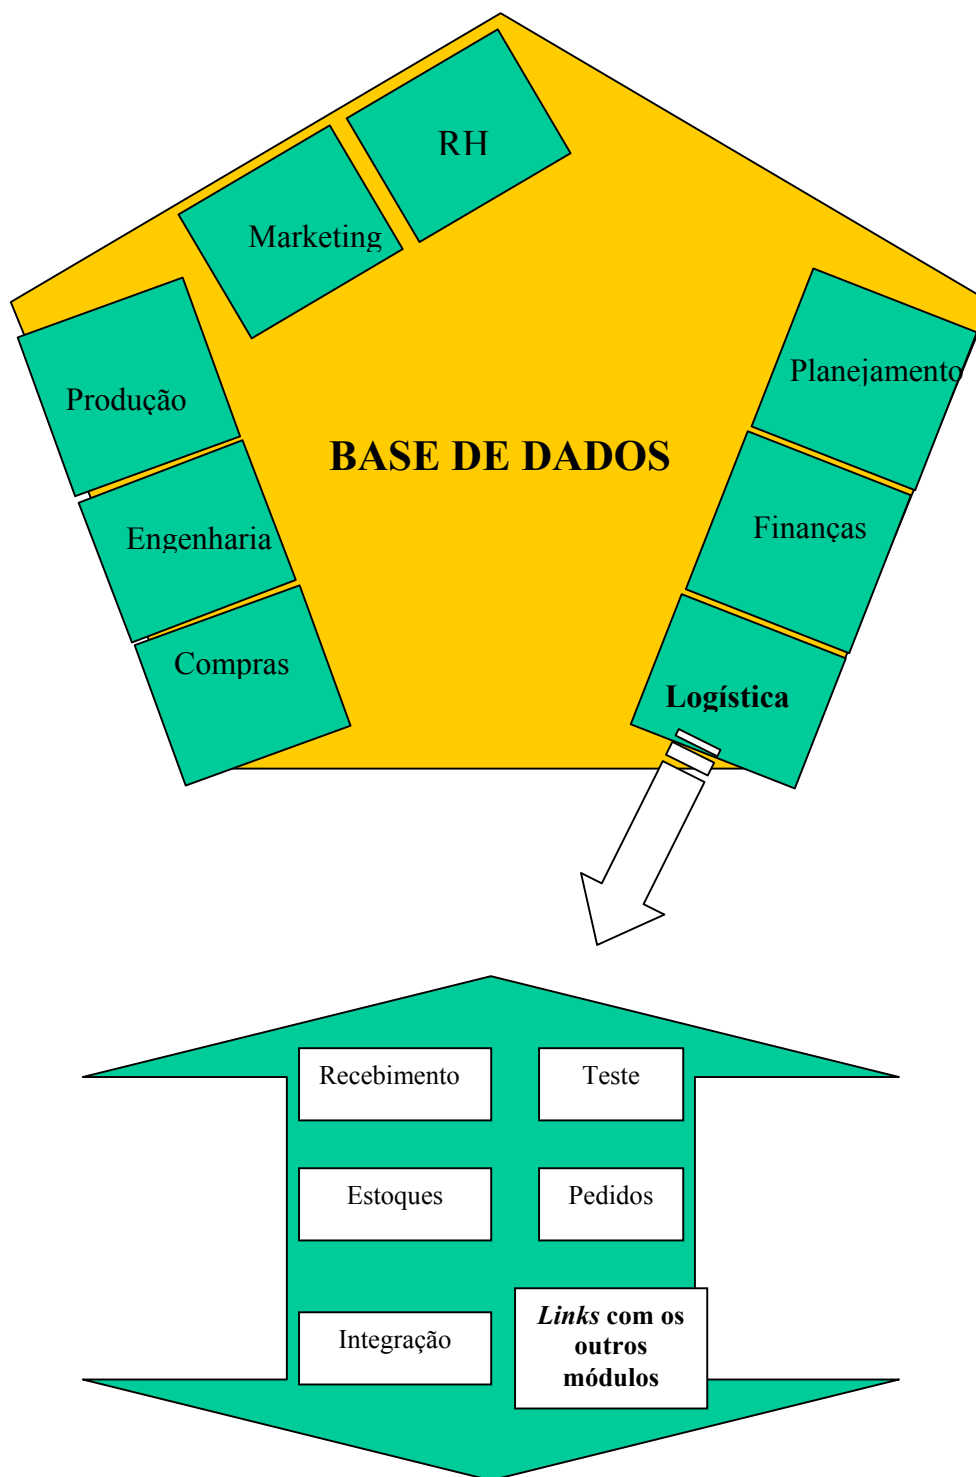 RH
Marketing
Planejamento
Produção
BASE DE DADOS
Finanças
Engenharia
Compras
Logística
Recebimento
Teste
Estoques
Pedidos
Links com os
outros
módulos
Integração